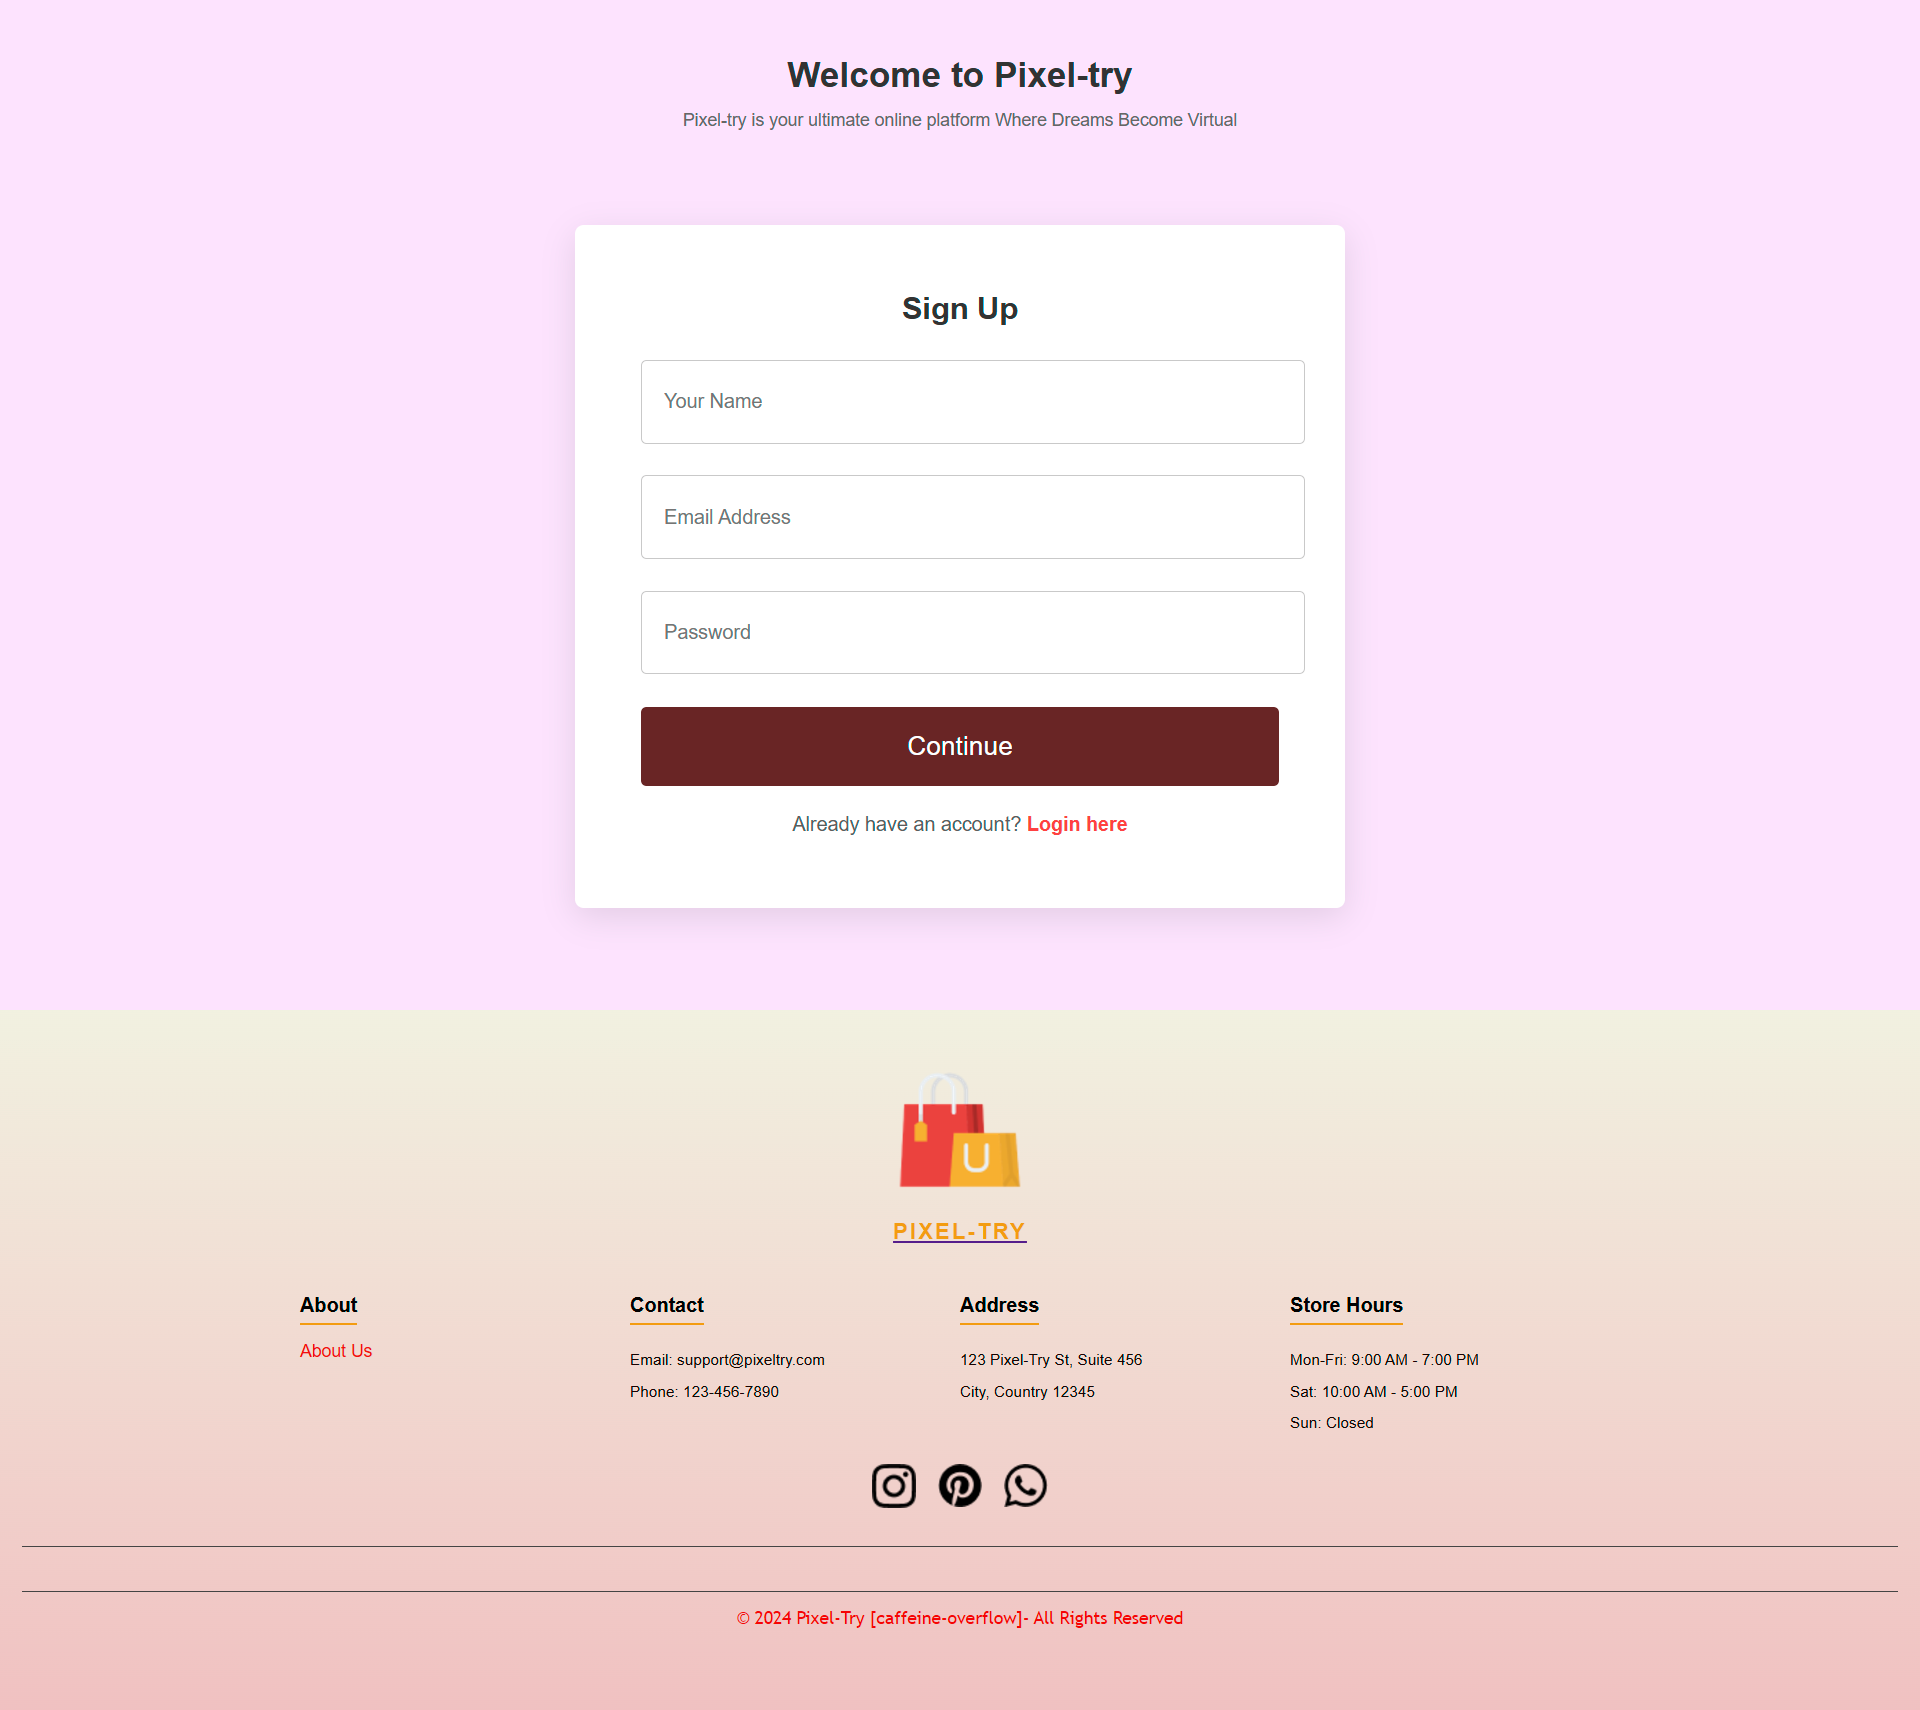 Welcome to Pixel-try
Pixel-try is your ultimate online platform Where Dreams Become Virtual
Sign Up
Your Name
Email Address
Password
Continue
Already have an account? Login here
PIXEL-TRY
About
About Us
Contact
Email: support@pixeltry.com
Phone: 123-456-7890
Address
123 Pixel-Try St, Suite 456
City, Country 12345
Store Hours
Mon-Fri: 9:00 AM - 7:00 PM
Sat: 10:00 AM - 5:00 PM
Sun: Closed
© 2024 Pixel-Try [caffeine-overflow]- All Rights Reserved